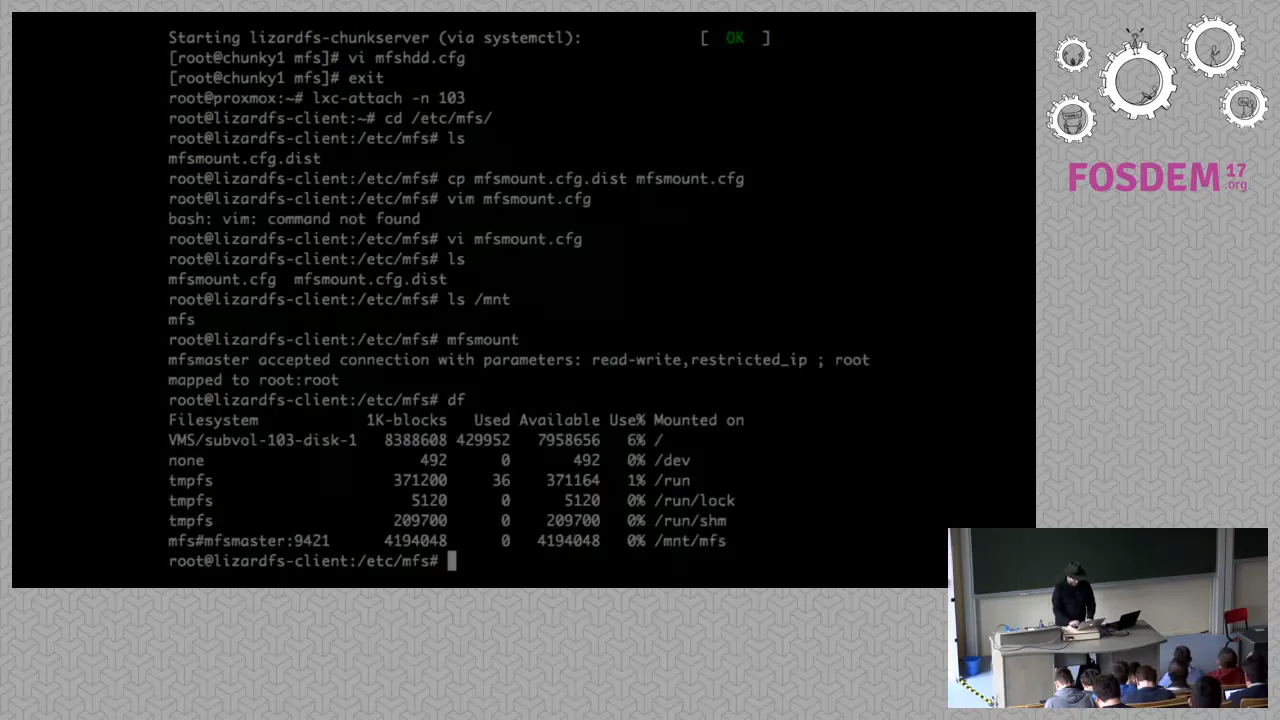 Starting lizardfs-chunkserver (via systemctl): [ OK ]
[root@chunky1 mfs]# vi mfshdd.cfg
[root@chunky1 mfs]# exit
root@proxmox:~# lxc-attach -n 103
root@lizardfs-client:~# cd /etc/mfs/
root@lizardfs-client:/etc/mfs# ls
mfsmount.cfg.dist
root@lizardfs-client:/etc/mfs# cp mfsmount.cfg.dist mfsmount.cfg
root@lizardfs-client:/etc/mfs# vim mfsmount.cfg
bash: vim: command not found
root@lizardfs-client:/etc/mfs# vi mfsmount.cfg
root@lizardfs-client:/etc/mfs# ls
mfsmount.cfg  mfsmount.cfg.dist
root@lizardfs-client:/etc/mfs# ls /mnt
mfs
root@lizardfs-client:/etc/mfs# mfsmount
mfsmaster accepted connection with parameters: read-write,restricted_ip ; root
mapped to root:root
root@lizardfs-client:/etc/mfs# df
Filesystem 1K-blocks Used Available Use% Mounted on
VMS/subvol-103-disk-1 8388608 429952 7958656 6% /
none 492 0 492 0% /dev
tmpfs 371200 36 371164 1% /run
tmpfs 5120 0 5120 0% /run/lock
tmpfs 209700 0 209700 0% /run/shm
mfs#mfsmaster:9421 4194048 0 4194048 0% /mnt/mfs
root@lizardfs-client:/etc/mfs#
FOSDEM 17
.org